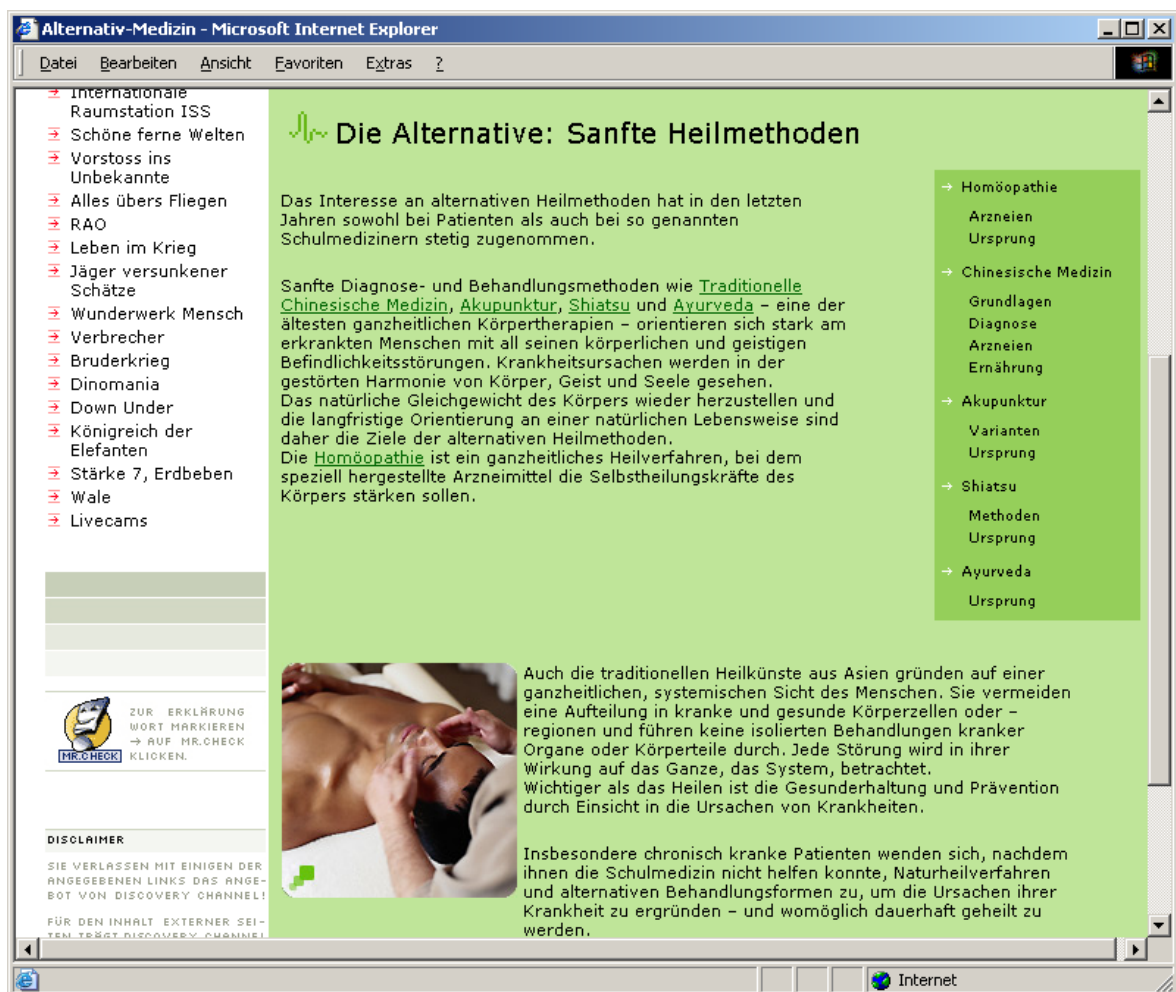 Alternativ-Medizin - Microsoft Internet Explorer
Datei Bearbeiten Ansicht Favoriten Extras ?
Internationale
Raumstation ISS
Schöne ferne Welten
Vorstoss ins
Unbekannte
Alles übers Fliegen
RAO
Leben im Krieg
Jäger versunkener
Schätze
Wunderwerk Mensch
Verbrecher
Bruderkrieg
Dinomania
Down Under
Königreich der
Elefanten
Stärke 7, Erdbeben
Wale
Livecams
ZUR ERKLÄRUNG
WORT MARKIEREN
→ AUF MR.CHECK
KLICKEN.
MR.CHECK
DISCLAIMER
SIE VERLASSEN MIT EINIGEN DER
ANGEGEBENEN LINKS DAS ANGE-
BOT VON DISCOVERY CHANNEL!
FÜR DEN INHALT EXTERNER SEI-
TEN TRÄGT DISCOVERY CHANNEL
Die Alternative: Sanfte Heilmethoden
Das Interesse an alternativen Heilmethoden hat in den letzten
Jahren sowohl bei Patienten als auch bei so genannten
Schulmedizinern stetig zugenommen.
Sanfte Diagnose- und Behandlungsmethoden wie Traditionelle
Chinesische Medizin, Akupunktur, Shiatsu und Ayurveda – eine der
ältesten ganzheitlichen Körpertherapien – orientieren sich stark am
erkrankten Menschen mit all seinen körperlichen und geistigen
Befindlichkeitsstörungen. Krankheitsursachen werden in der
gestörten Harmonie von Körper, Geist und Seele gesehen.
Das natürliche Gleichgewicht des Körpers wieder herzustellen und
die langfristige Orientierung an einer natürlichen Lebensweise sind
daher die Ziele der alternativen Heilmethoden.
Die Homöopathie ist ein ganzheitliches Heilverfahren, bei dem
speziell hergestellte Arzneimittel die Selbstheilungskräfte des
Körpers stärken sollen.
→ Homöopathie
Arzneien
Ursprung
→ Chinesische Medizin
Grundlagen
Diagnose
Arzneien
Ernährung
→ Akupunktur
Varianten
Ursprung
→ Shiatsu
Methoden
Ursprung
→ Ayurveda
Ursprung
Auch die traditionellen Heilkünste aus Asien gründen auf einer
ganzheitlichen, systemischen Sicht des Menschen. Sie vermeiden
eine Aufteilung in kranke und gesunde Körperzellen oder –
regionen und führen keine isolierten Behandlungen kranker
Organe oder Körperteile durch. Jede Störung wird in ihrer
Wirkung auf das Ganze, das System, betrachtet.
Wichtiger als das Heilen ist die Gesunderhaltung und Prävention
durch Einsicht in die Ursachen von Krankheiten.
Insbesondere chronisch kranke Patienten wenden sich, nachdem
ihnen die Schulmedizin nicht helfen konnte, Naturheilverfahren
und alternativen Behandlungsformen zu, um die Ursachen ihrer
Krankheit zu ergründen – und womöglich dauerhaft geheilt zu
werden.
Internet